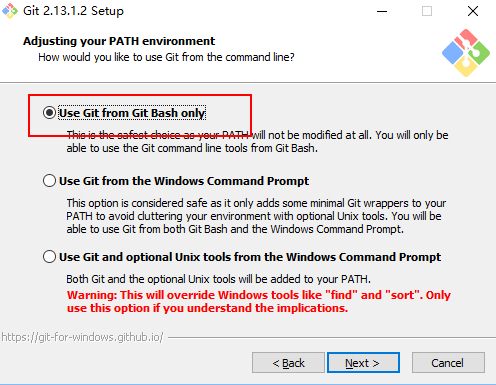 Git 2.13.1.2 Setup
Adjusting your PATH environment
How would you like to use Git from the command line?
Use Git from Git Bash only
This is the safest choice as your PATH will not be modified at all. You will only be
able to use the Git command line tools from Git Bash.
Use Git from the Windows Command Prompt
This option is considered safe as it only adds some minimal Git wrappers to your
PATH to avoid cluttering your environment with optional Unix tools. You will be
able to use Git from both Git Bash and the Windows Command Prompt.
Use Git and optional Unix tools from the Windows Command Prompt
Both Git and the optional Unix tools will be added to your PATH.
Warning: This will override Windows tools like "find" and "sort". Only
use this option if you understand the implications.
https://git-for-windows.github.io/
< Back Next > Cancel